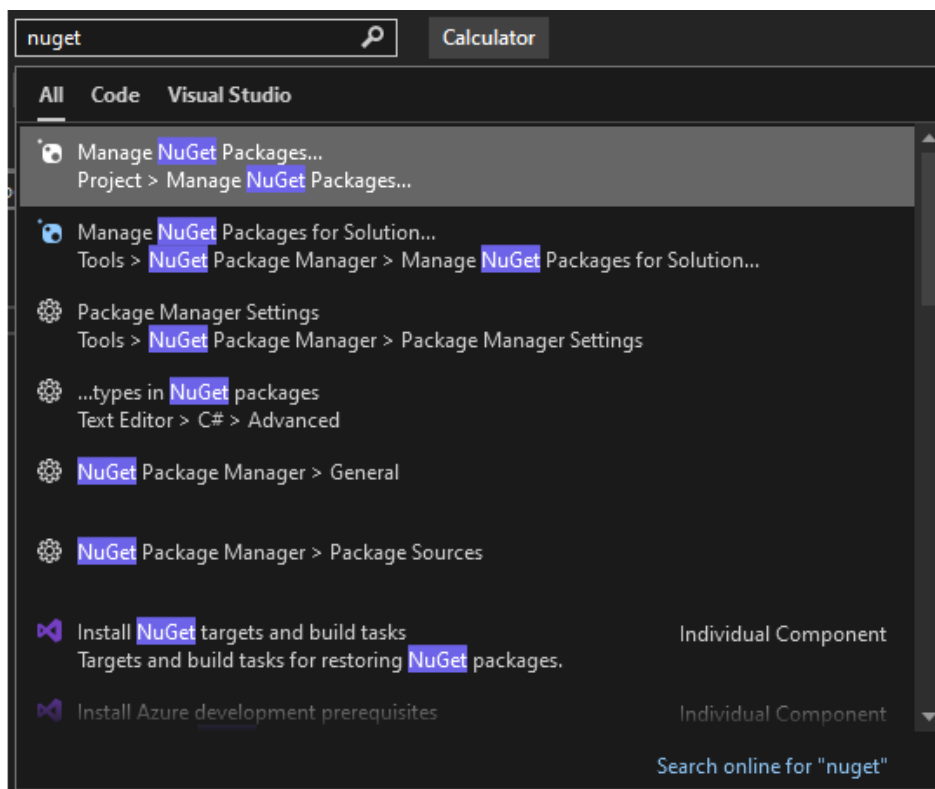 nuget
Calculator
All Code Visual Studio
Manage NuGet Packages...
Project > Manage NuGet Packages...
Manage NuGet Packages for Solution...
Tools > NuGet Package Manager > Manage NuGet Packages for Solution...
Package Manager Settings
Tools > NuGet Package Manager > Package Manager Settings
...types in NuGet packages
Text Editor > C# > Advanced
NuGet Package Manager > General
NuGet Package Manager > Package Sources
Install NuGet targets and build tasks Individual Component
Targets and build tasks for restoring NuGet packages.
Install Azure development prerequisites Individual Component
Search online for "nuget"